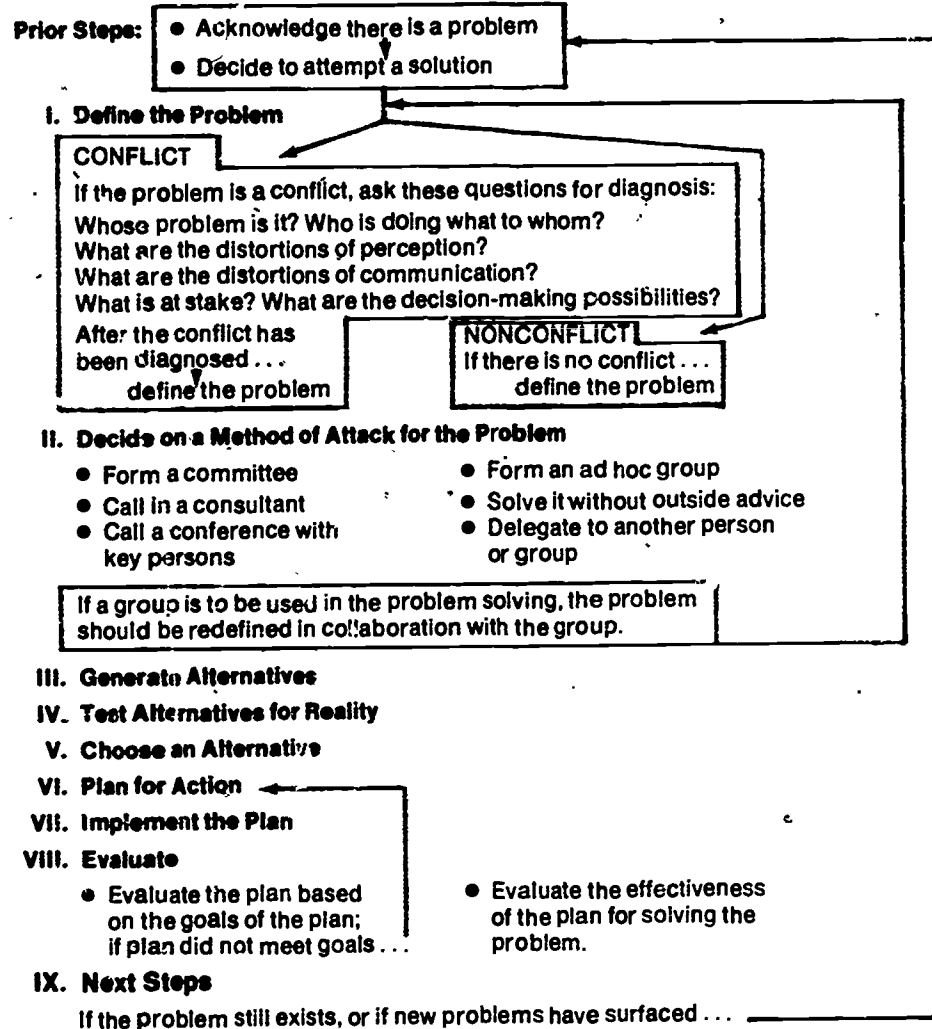 Prior Steps:
● Acknowledge there is a problem
● Decide to attempt a solution
I. Define the Problem
CONFLICT
If the problem is a conflict, ask these questions for diagnosis:
Whose problem is it? Who is doing what to whom?
What are the distortions of perception?
What are the distortions of communication?
What is at stake? What are the decision-making possibilities?
After the conflict has
been diagnosed...
define the problem
NONCONFLICT
If there is no conflict...
define the problem
II. Decide on a Method of Attack for the Problem
● Form a committee
● Call in a consultant
● Call a conference with
key persons
● Form an ad hoc group
● Solve it without outside advice
● Delegate to another person
or group
If a group is to be used in the problem solving, the problem
should be redefined in collaboration with the group.
III. Generate Alternatives
IV. Test Alternatives for Reality
V. Choose an Alternative
VI. Plan for Action
VII. Implement the Plan
VIII. Evaluate
● Evaluate the plan based
on the goals of the plan;
if plan did not meet goals...
● Evaluate the effectiveness
of the plan for solving the
problem.
IX. Next Steps
If the problem still exists, or if new problems have surfaced...